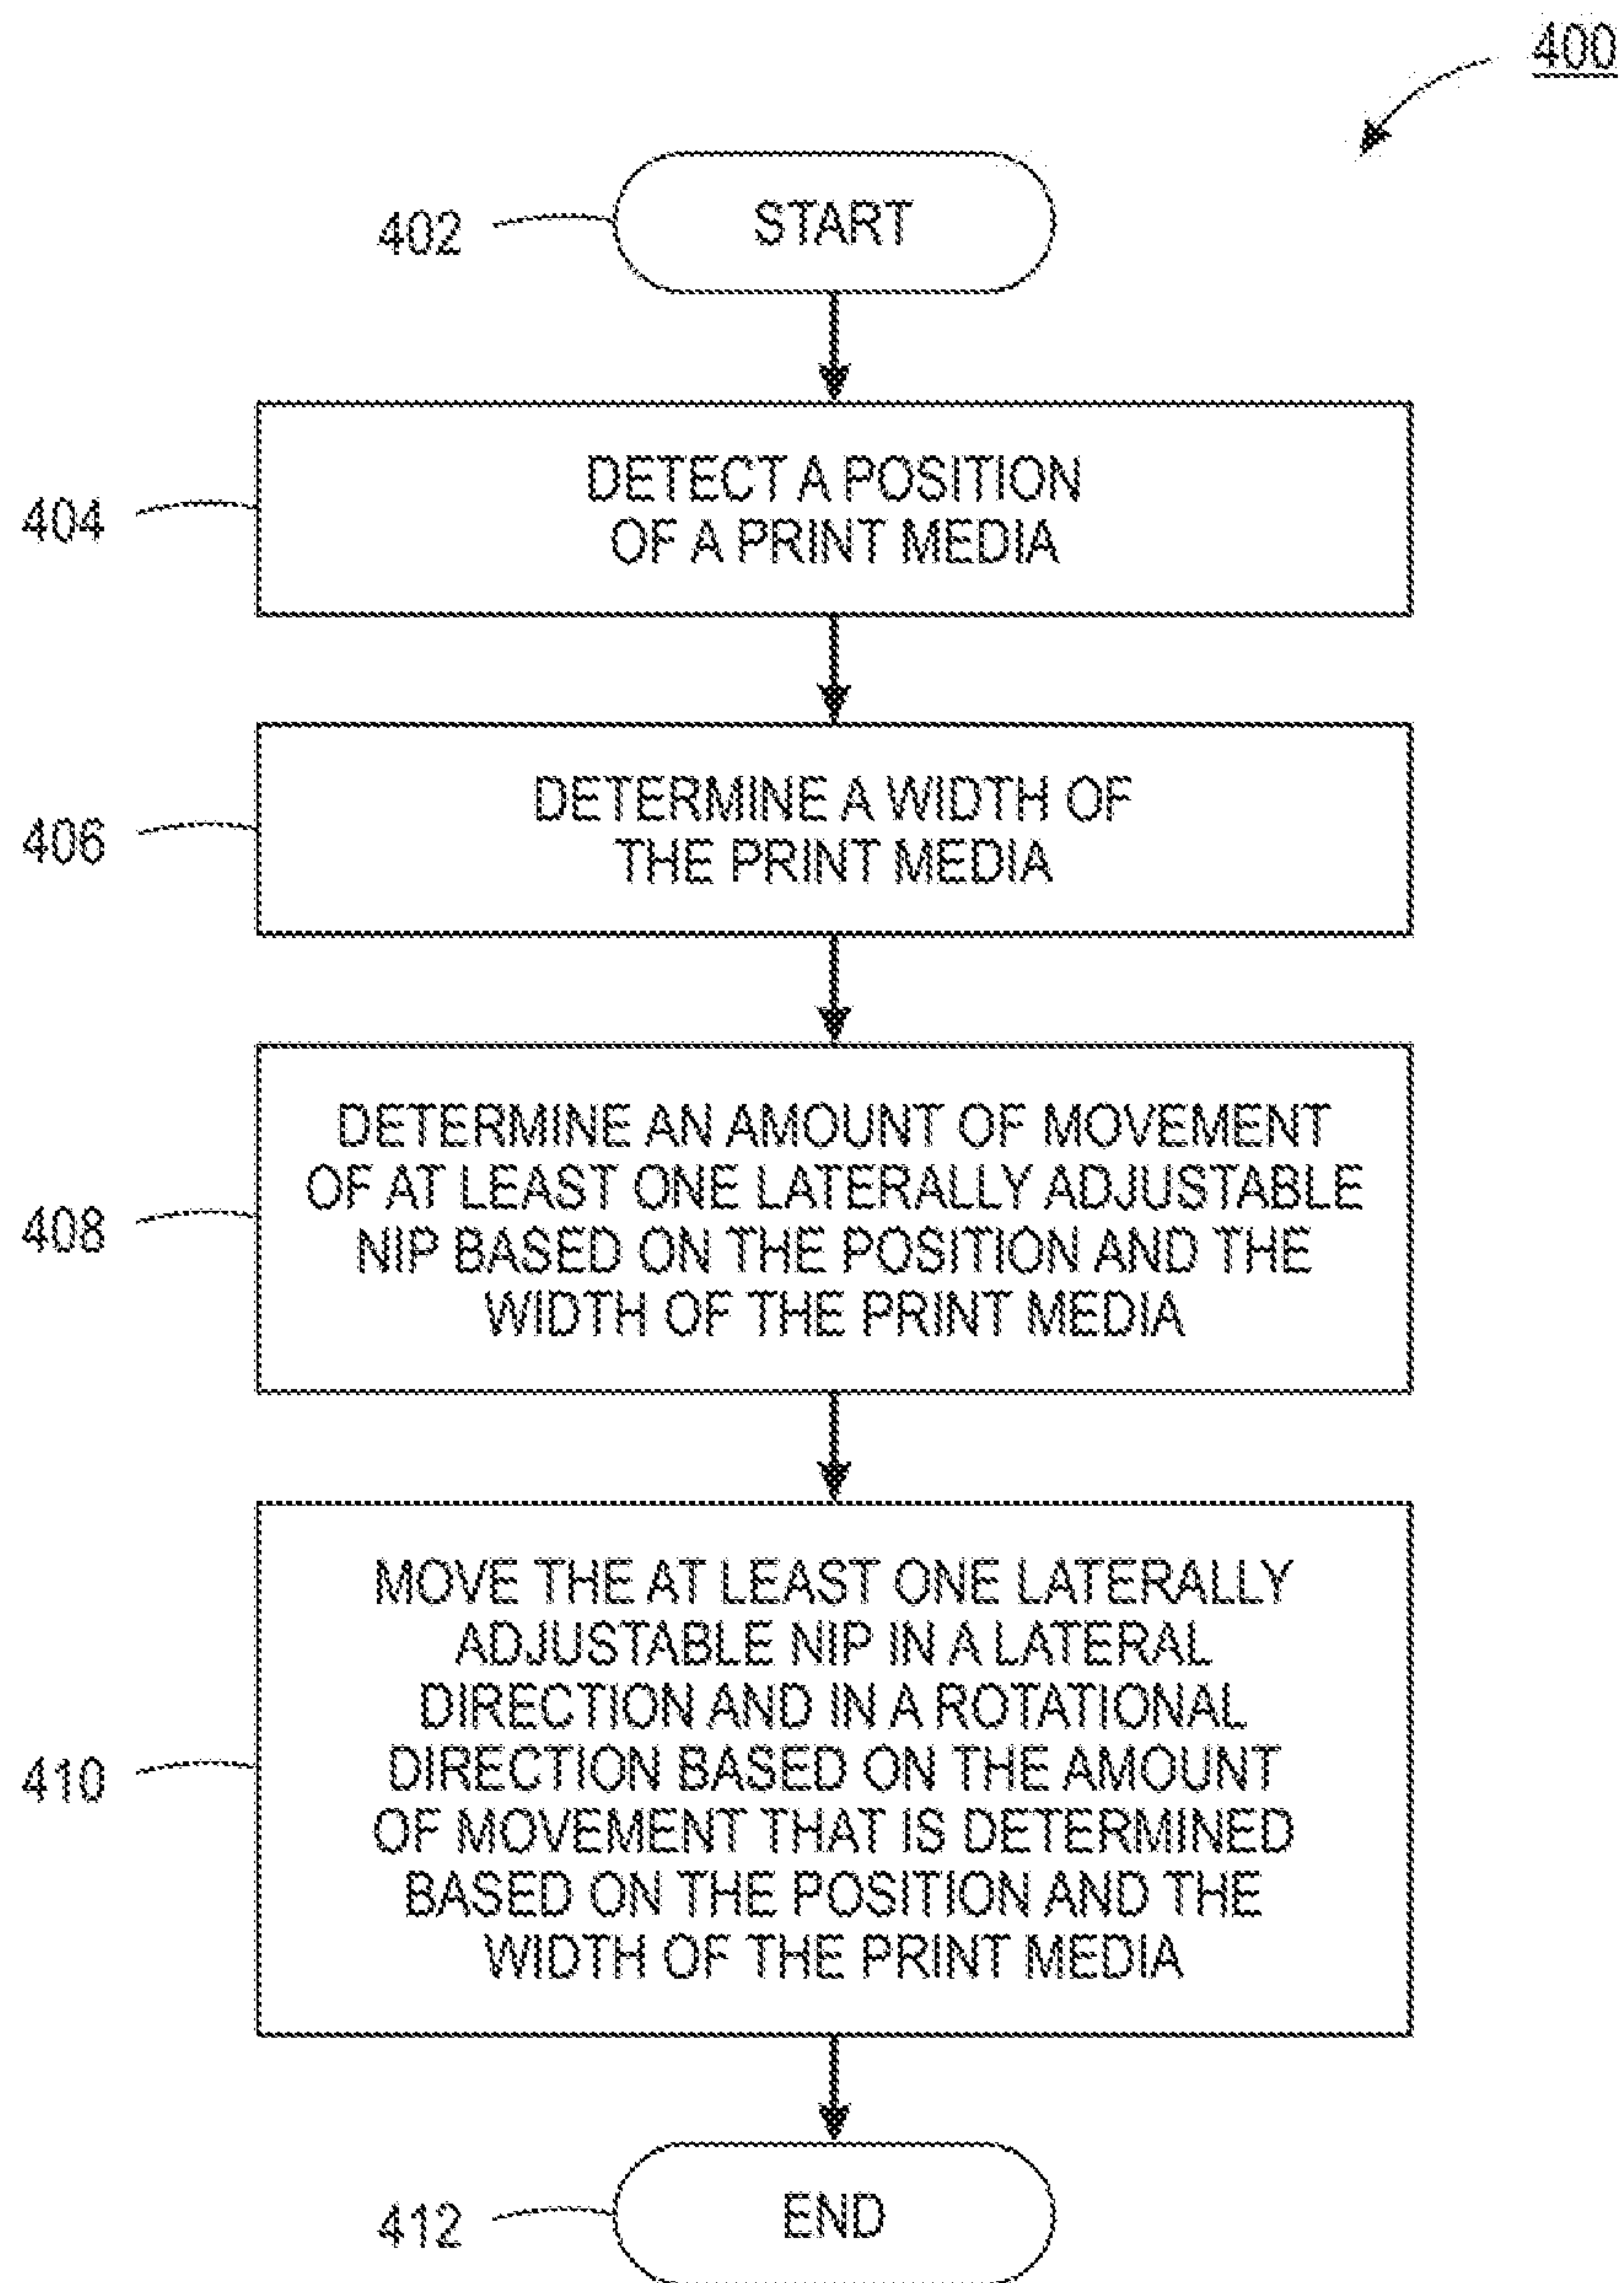 400
402
START
404
DETECT A POSITION
OF A PRINT MEDIA
406
DETERMINE A WIDTH OF
THE PRINT MEDIA
408
DETERMINE AN AMOUNT OF MOVEMENT
OF AT LEAST ONE LATERALLY ADJUSTABLE
NIP BASED ON THE POSITION AND THE
WIDTH OF THE PRINT MEDIA
410
MOVE THE AT LEAST ONE LATERALLY
ADJUSTABLE NIP IN A LATERAL
DIRECTION AND IN A ROTATIONAL
DIRECTION BASED ON THE AMOUNT
OF MOVEMENT THAT IS DETERMINED
BASED ON THE POSITION AND THE
WIDTH OF THE PRINT MEDIA
412
END